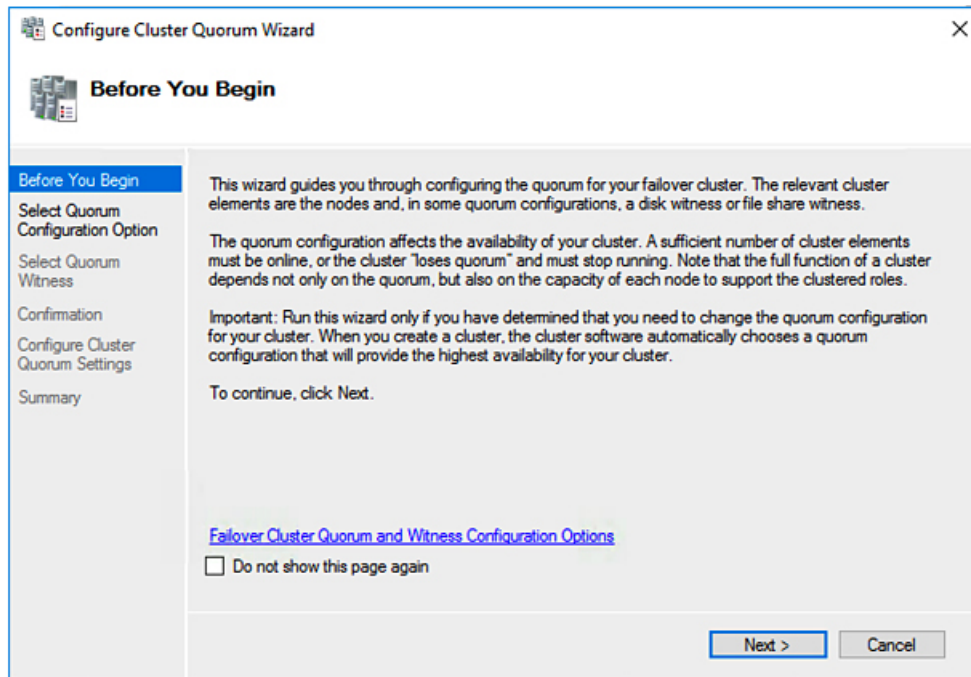 Configure Cluster Quorum Wizard
Before You Begin
Before You Begin
Select Quorum
Configuration Option
Select Quorum
Witness
Confirmation
Configure Cluster
Quorum Settings
Summary
This wizard guides you through configuring the quorum for your failover cluster. The relevant cluster
elements are the nodes and, in some quorum configurations, a disk witness or file share witness.
The quorum configuration affects the availability of your cluster. A sufficient number of cluster elements
must be online, or the cluster "loses quorum" and must stop running. Note that the full function of a cluster
depends not only on the quorum, but also on the capacity of each node to support the clustered roles.
Important: Run this wizard only if you have determined that you need to change the quorum configuration
for your cluster. When you create a cluster, the cluster software automatically chooses a quorum
configuration that will provide the highest availability for your cluster.
To continue, click Next.
Failover Cluster Quorum and Witness Configuration Options
Do not show this page again
Next >
Cancel